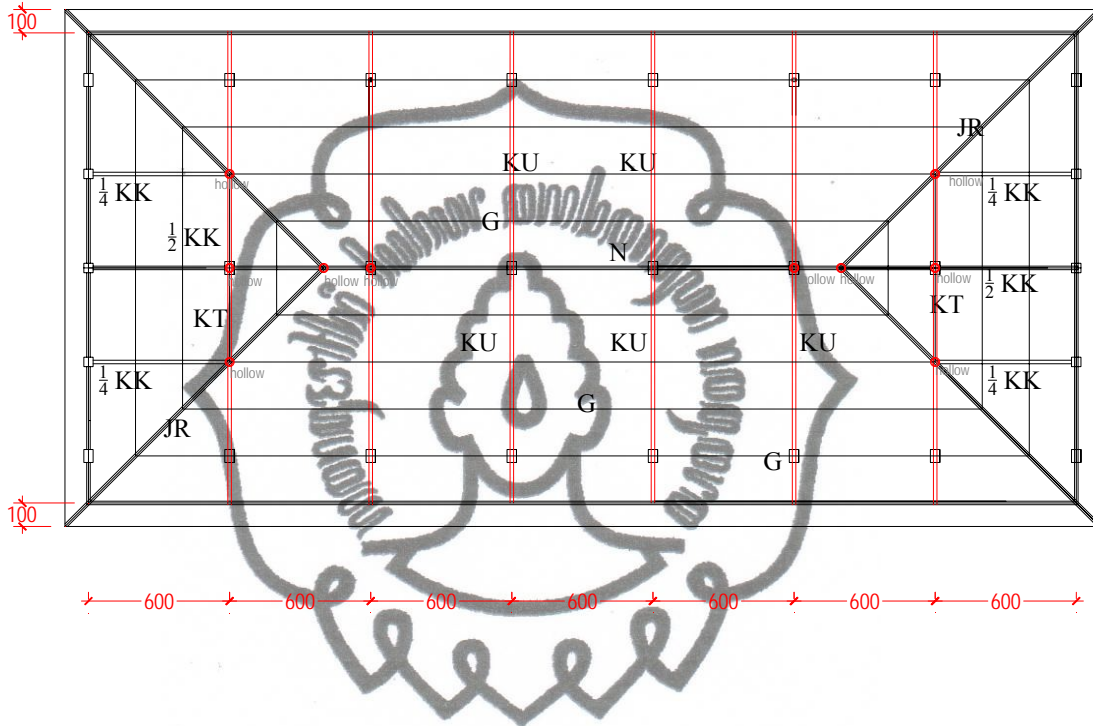 100
JR
KU KU
hollow hollow
1/4 KK 1/4 KK
G
1/2 KK
N
hollow hollow hollow hollow hollow hollow
1/2 KK
KT KT
KU KU KU
hollow hollow
1/4 KK 1/4 KK
G
JR
G
100
600 600 600 600 600 600 600